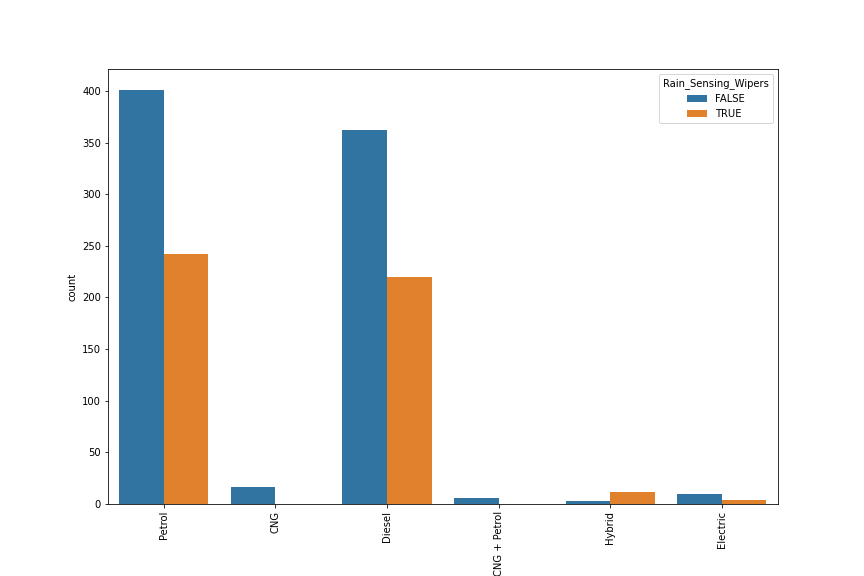 Rain_Sensing_Wipers
FALSE
TRUE
count
400
350
300
250
200
150
100
50
0
Petrol
CNG
Diesel
CNG + Petrol
Hybrid
Electric